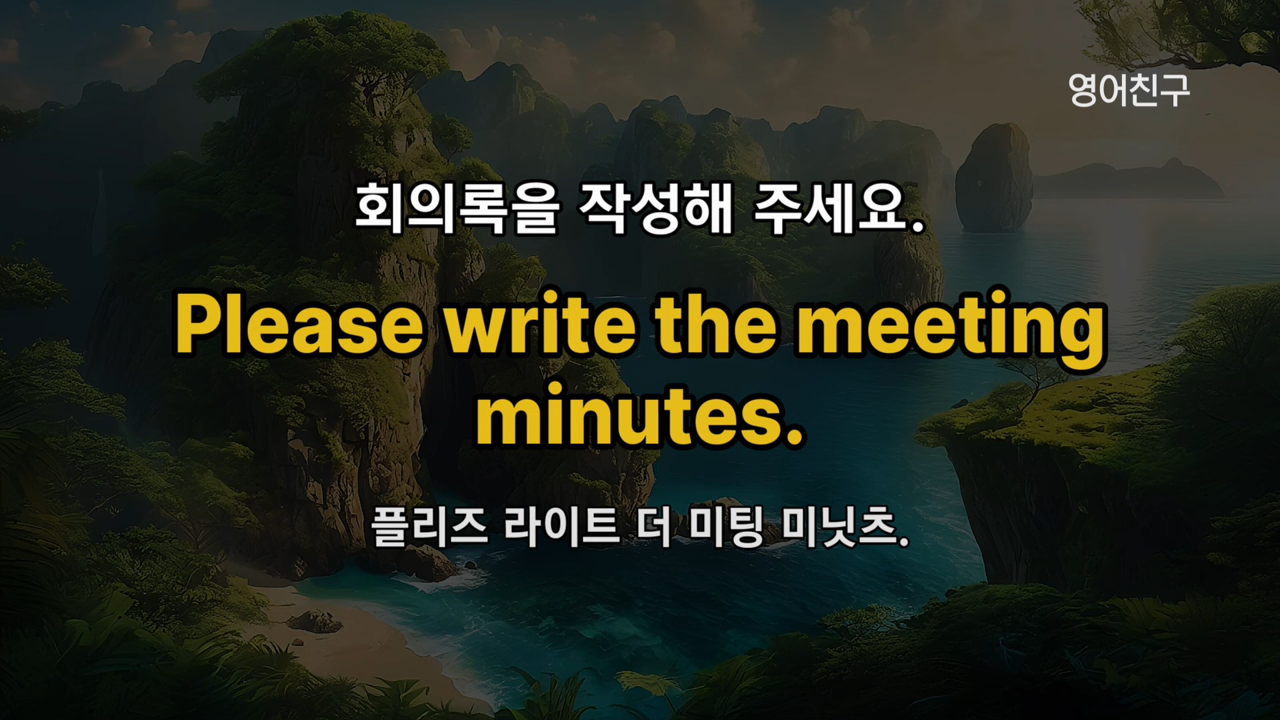 영어친구
회의록을 작성해 주세요.
Please write the meeting
minutes.
플리즈 라이트 더 미팅 미닛츠.